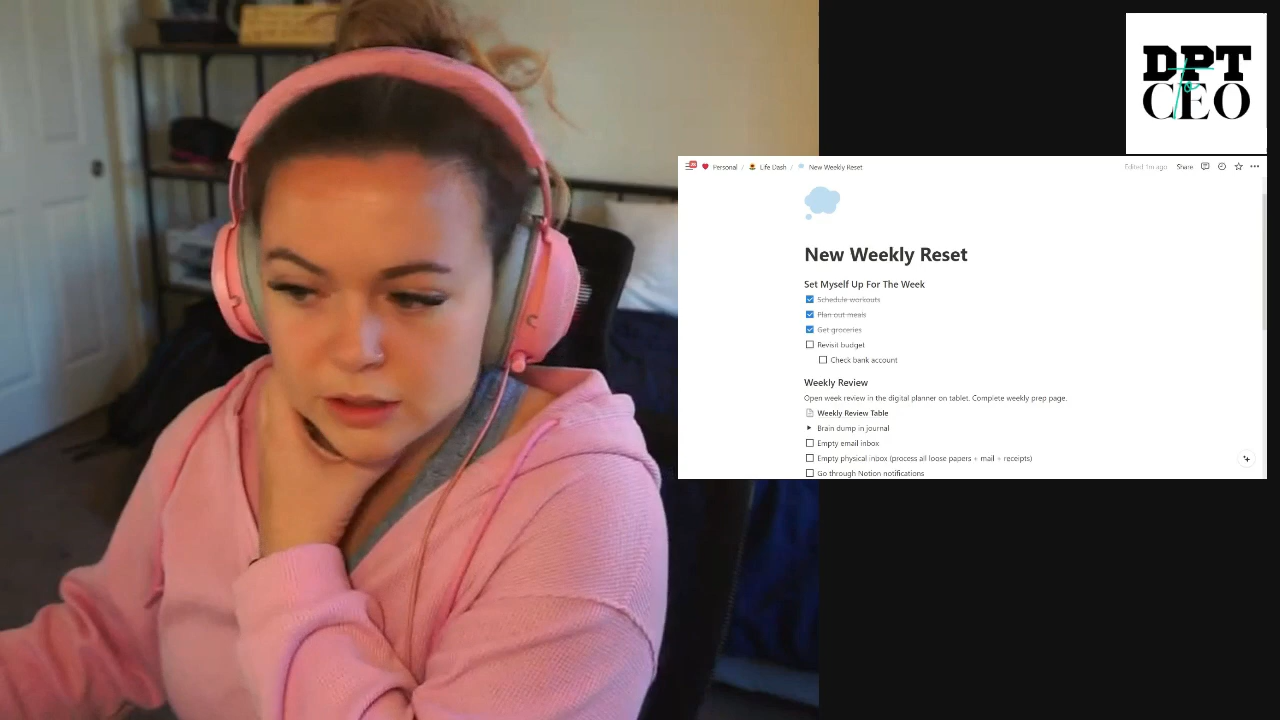 DPT
to
CEO
Personal / Life Dash / New Weekly Reset
Edited 1m ago Share
New Weekly Reset
Set Myself Up For The Week
Schedule workouts
Plan out meals
Get groceries
Revisit budget
Check bank account
Weekly Review
Open week review in the digital planner on tablet. Complete weekly prep page.
Weekly Review Table
Brain dump in journal
Empty email inbox
Empty physical inbox (process all loose papers + mail + receipts)
Go through Notion notifications